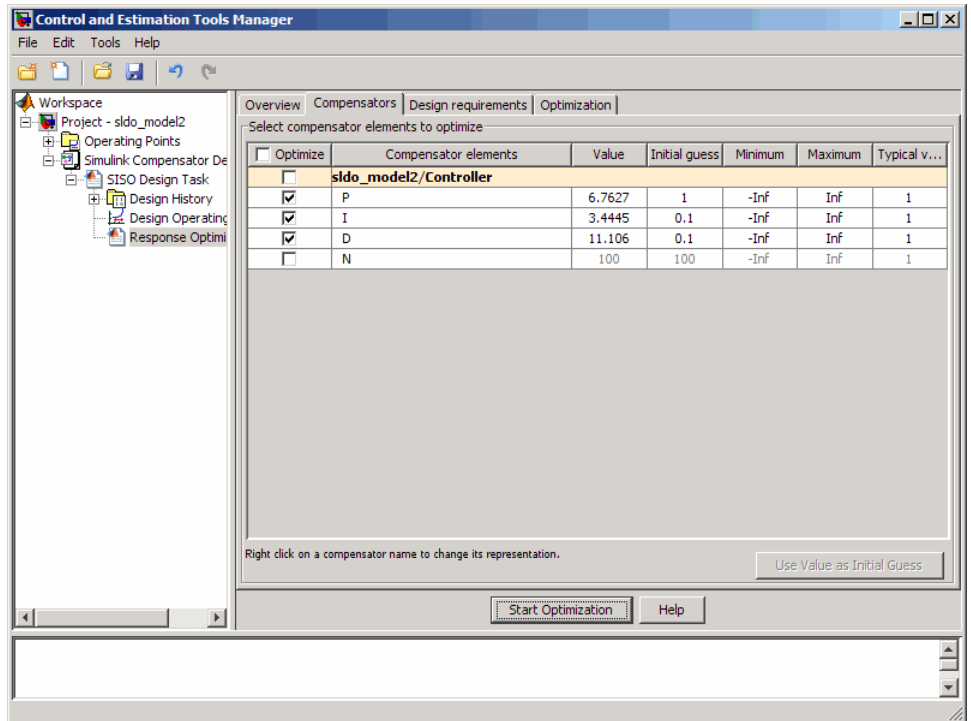 Control and Estimation Tools Manager
File Edit Tools Help
Workspace
Project - sldo_model2
Operating Points
Simulink Compensator De
SISO Design Task
Design History
Design Operating
Response Optimi
Overview Compensators Design requirements Optimization
Select compensator elements to optimize
Optimize Compensator elements Value Initial guess Minimum Maximum Typical v...
sldo_model2/Controller
P 6.7627 1 -Inf Inf 1
I 3.4445 0.1 -Inf Inf 1
D 11.106 0.1 -Inf Inf 1
N 100 100 -Inf Inf 1
Right click on a compensator name to change its representation.
Use Value as Initial Guess
Start Optimization Help